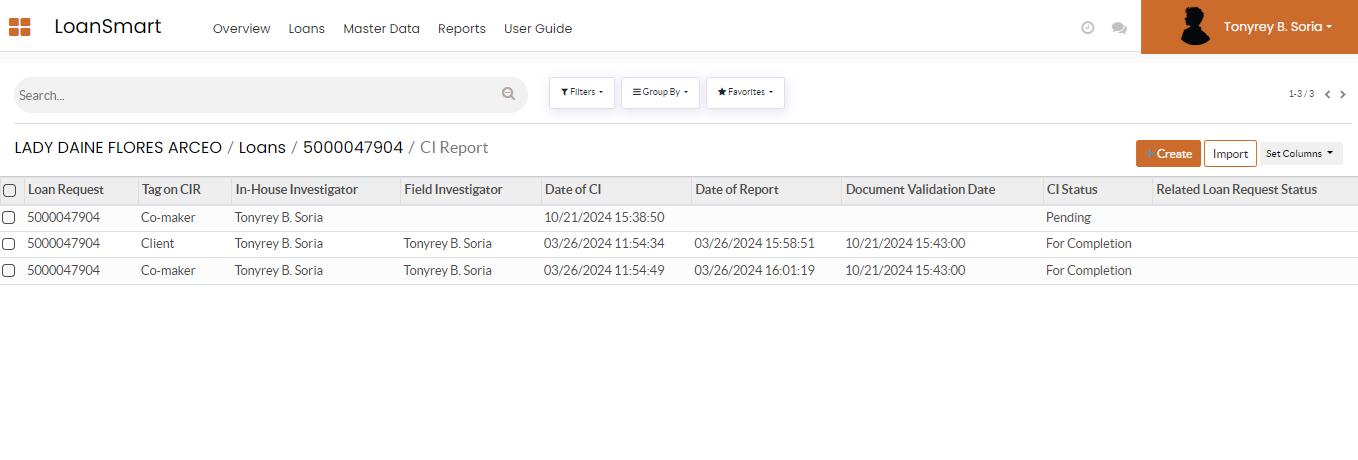 LoanSmart Overview Loans Master Data Reports User Guide Tonyrey B. Soria
Search... Filters Group By Favorites 1-3 / 3
LADY DAINE FLORES ARCEO / Loans / 5000047904 / CI Report
+ Create Import Set Columns
Loan Request Tag on CIR In-House Investigator Field Investigator Date of CI Date of Report Document Validation Date CI Status Related Loan Request Status
5000047904 Co-maker Tonyrey B. Soria 10/21/2024 15:38:50 Pending
5000047904 Client Tonyrey B. Soria Tonyrey B. Soria 03/26/2024 11:54:34 03/26/2024 15:58:51 10/21/2024 15:43:00 For Completion
5000047904 Co-maker Tonyrey B. Soria Tonyrey B. Soria 03/26/2024 11:54:49 03/26/2024 16:01:19 10/21/2024 15:43:00 For Completion